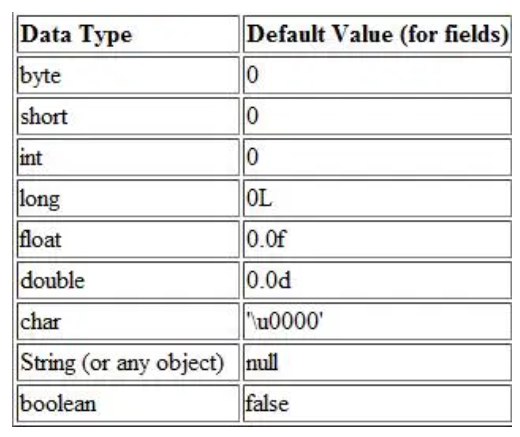 Data Type Default Value (for fields)
byte 0
short 0
int 0
long 0L
float 0.0f
double 0.0d
char '\u0000'
String (or any object) null
boolean false